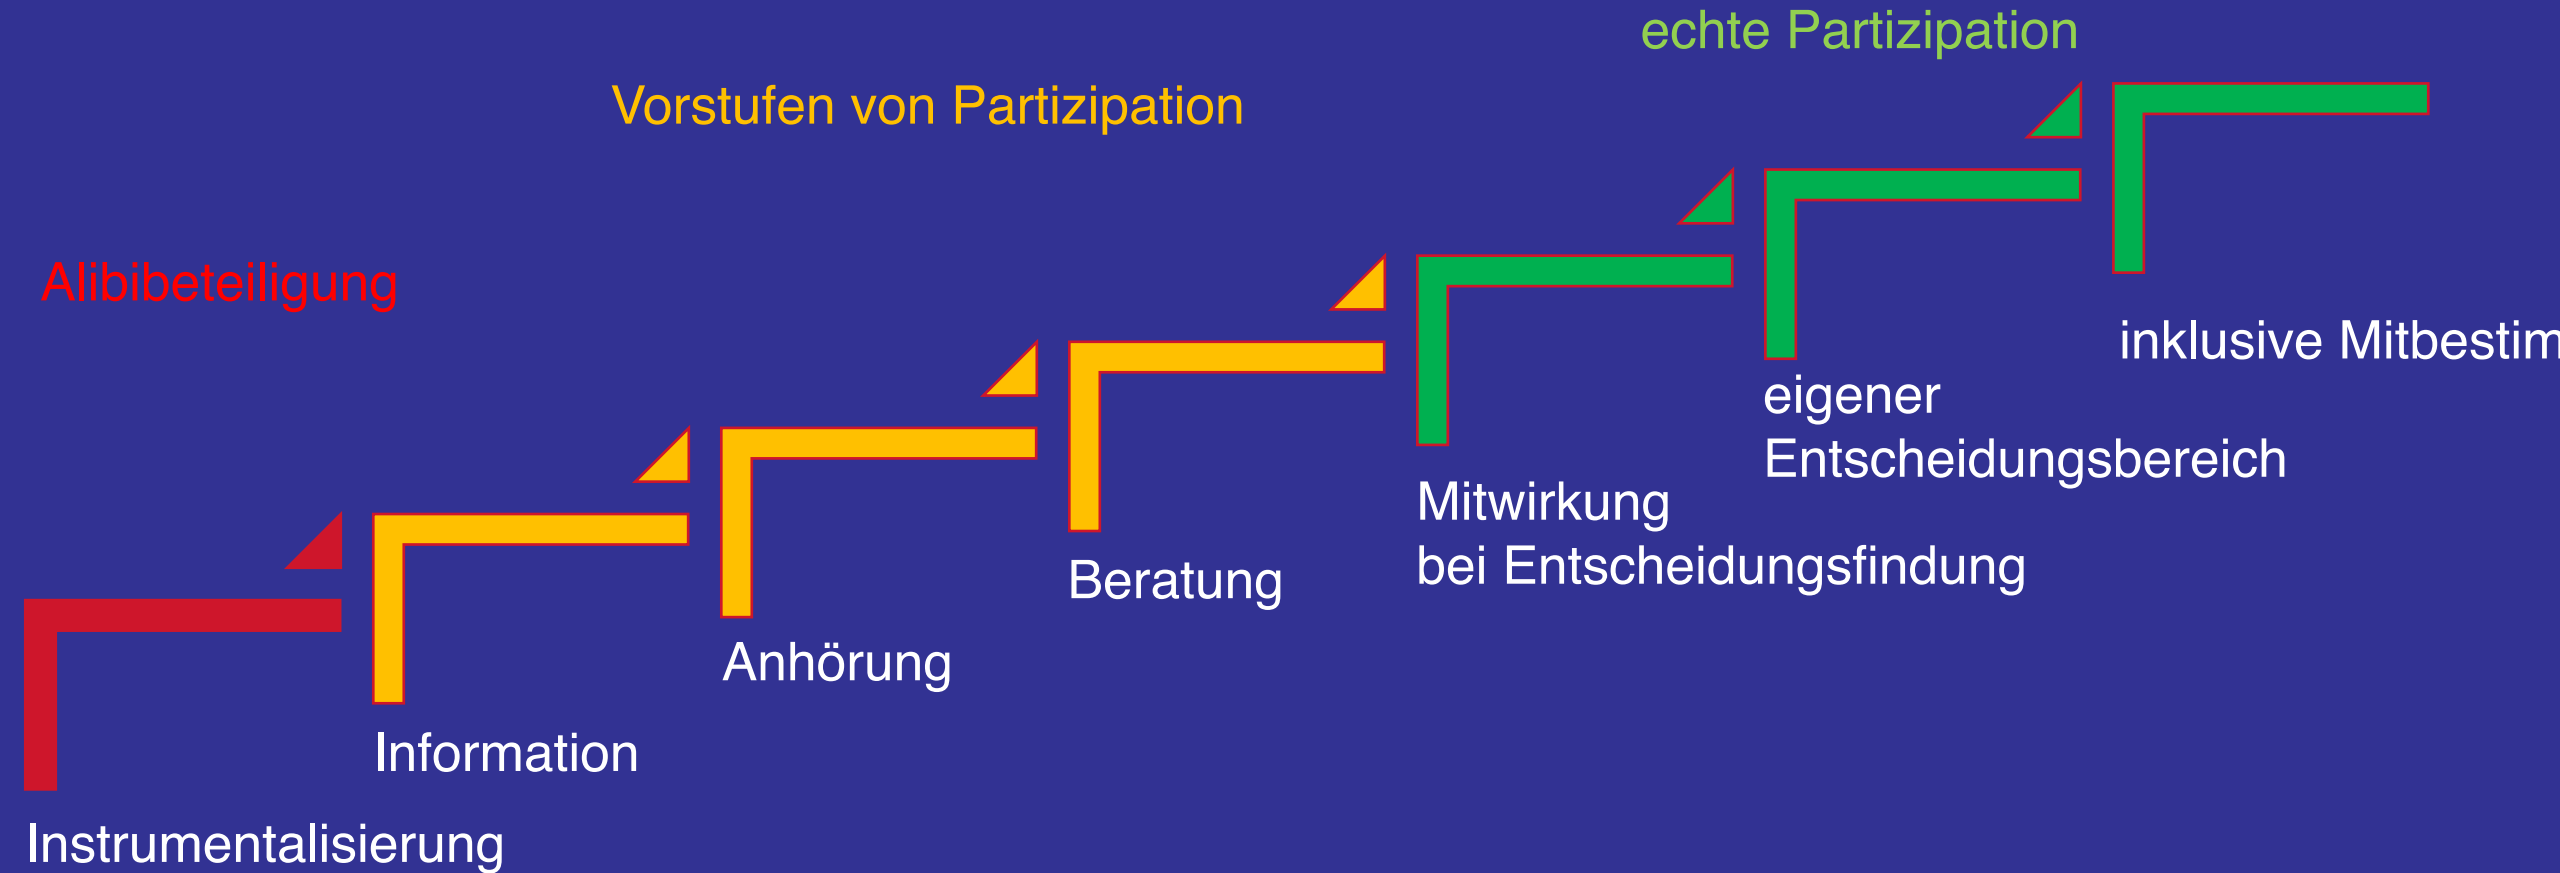 echte Partizipation
Vorstufen von Partizipation
Alibibeteiligung
inklusive Mitbestim
eigener
Entscheidungsbereich
Mitwirkung
bei Entscheidungsfindung
Beratung
Anhörung
Information
Instrumentalisierung